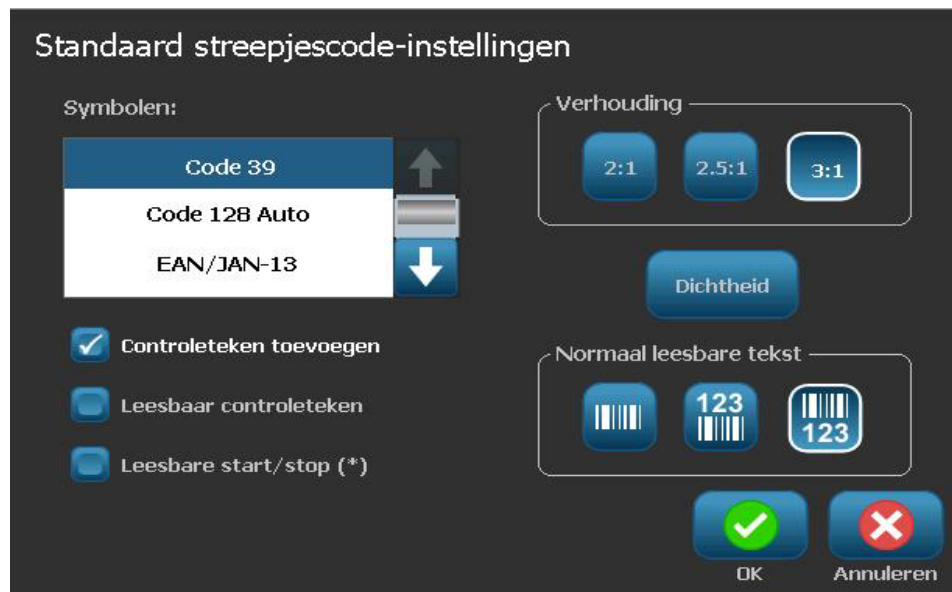 Standaard streepjescode-instellingen
Symbolen:
Code 39
Code 128 Auto
EAN/JAN-13
Controleteken toevoegen
Leesbaar controleteken
Leesbare start/stop (*)
Verhouding
2:1 2.5:1 3:1
Dichtheid
Normaal leesbare tekst
123
123
OK Annuleren